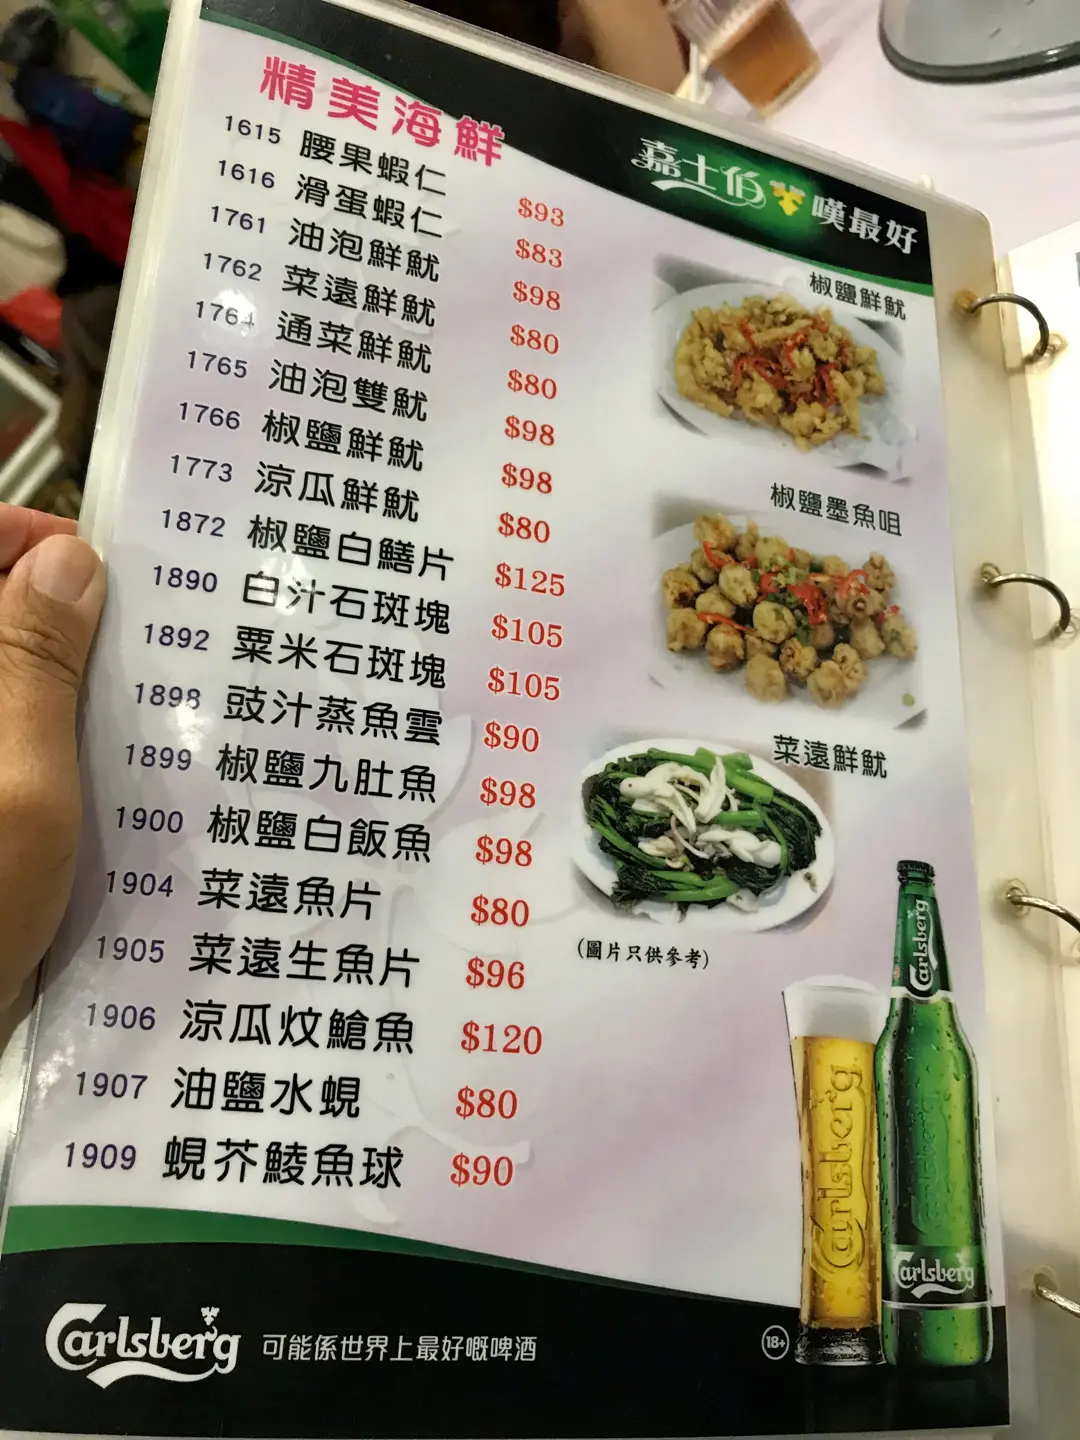 精美海鮮
嘉士伯 嘆最好
1615 腰果蝦仁 $93
1616 滑蛋蝦仁 $83
1761 油泡鮮魷 $98
1762 菜遠鮮魷 $80
1764 通菜鮮魷 $80
1765 油泡雙魷 $98
1766 椒鹽鮮魷 $98
1773 涼瓜鮮魷 $80
1872 椒鹽白鱔片 $125
1890 白汁石斑塊 $105
1892 粟米石斑塊 $105
1898 豉汁蒸魚雲 $90
1899 椒鹽九肚魚 $98
1900 椒鹽白飯魚 $98
1904 菜遠魚片 $80
1905 菜遠生魚片 $96
1906 涼瓜炆鱠魚 $120
1907 油鹽水蜆 $80
1909 蜆芥鯪魚球 $90
椒鹽鮮魷
椒鹽墨魚咀
菜遠鮮魷
(圖片只供參考)
Carlsberg
Carlsberg
Carlsberg
Carlsberg 可能係世界上最好嘅啤酒
18+